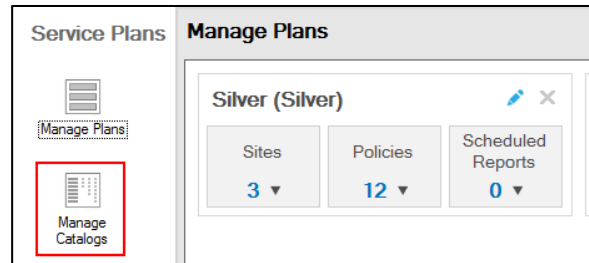 Service Plans
Manage Plans
Manage
Catalogs
Manage Plans
Silver (Silver)
Sites
3
Policies
12
Scheduled
Reports
0